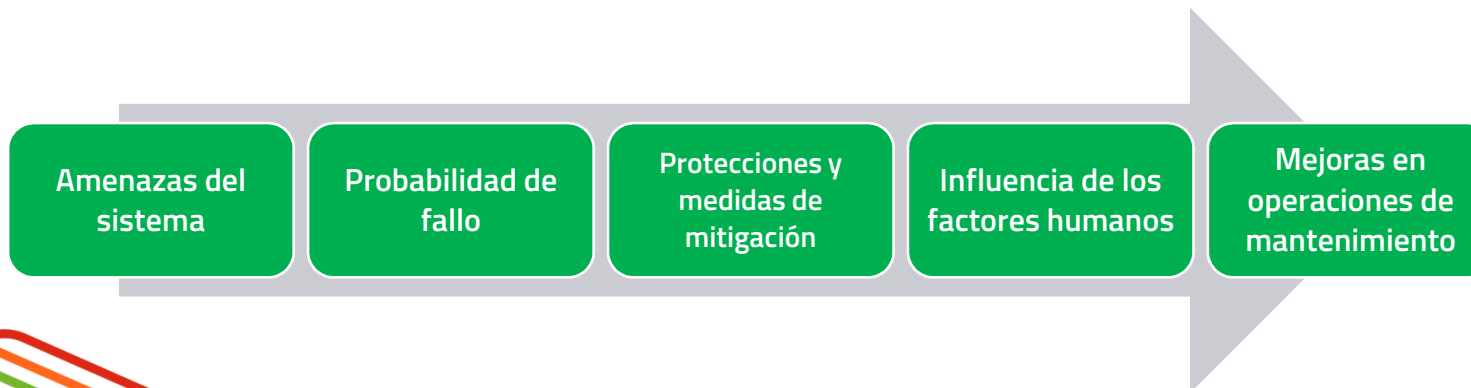 Amenazas del
sistema
Probabilidad de
fallo
Protecciones y
medidas de
mitigación
Influencia de los
factores humanos
Mejoras en
operaciones de
mantenimiento